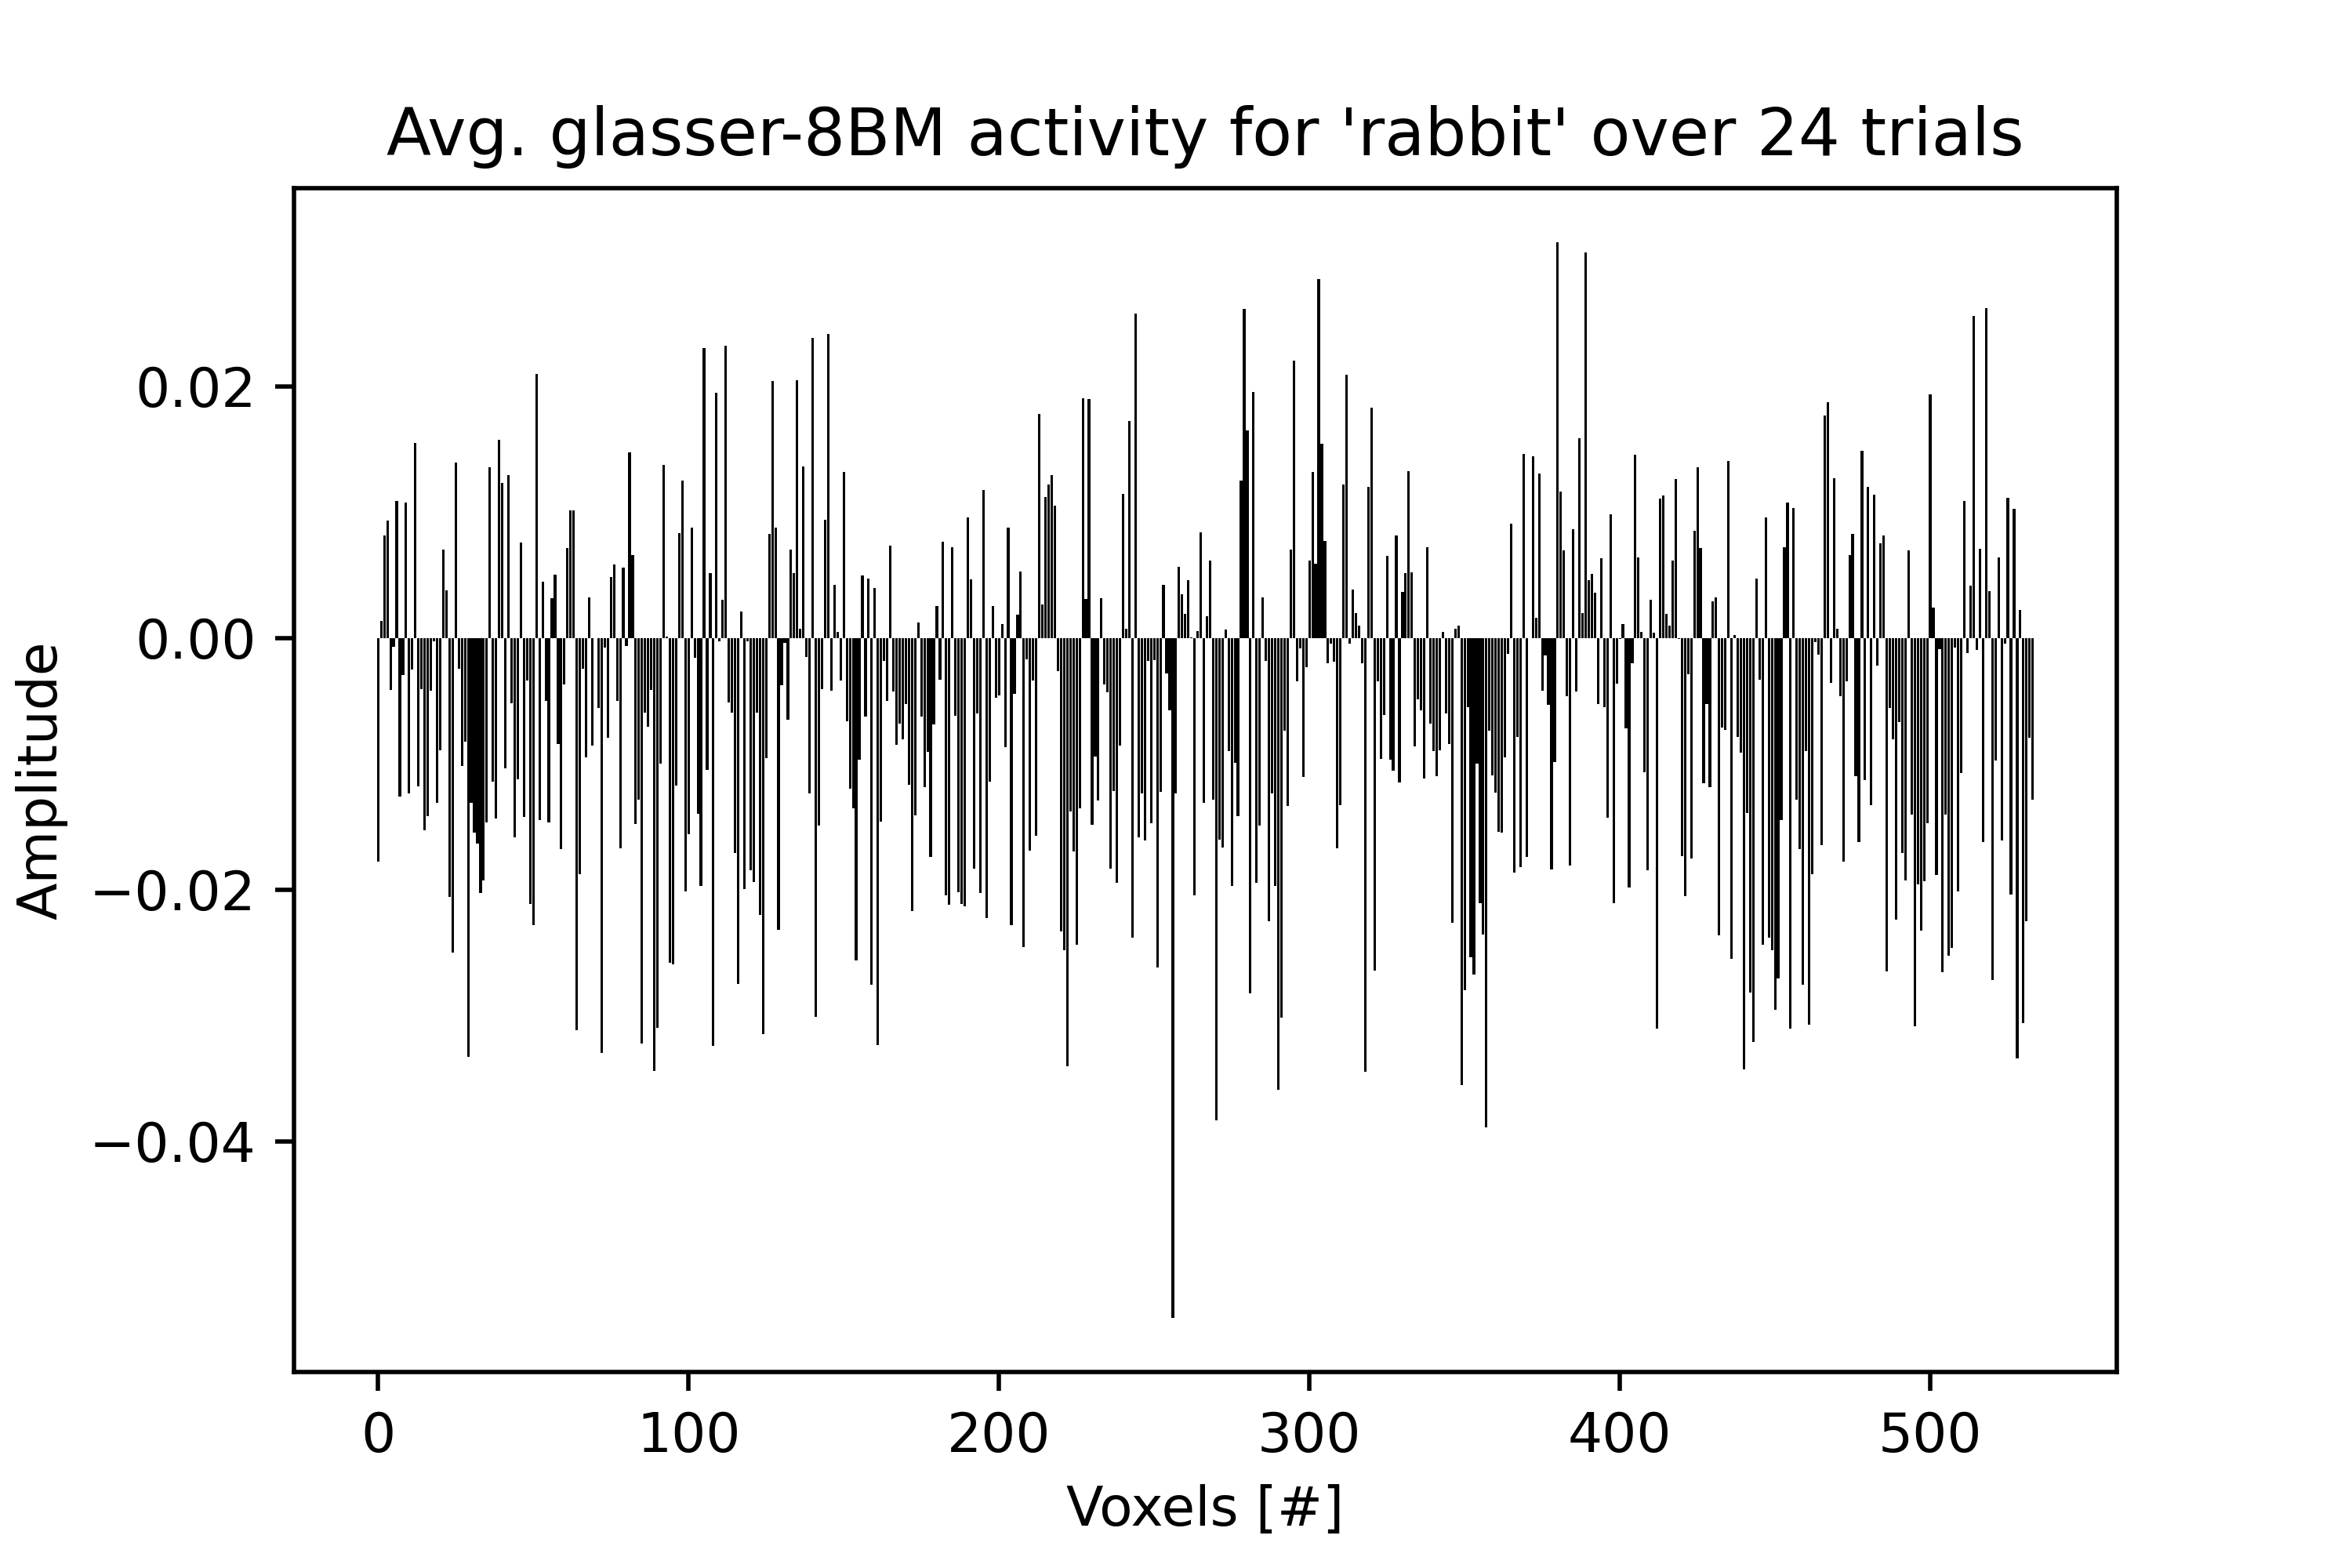 Avg. glasser-8BM activity for 'rabbit' over 24 trials
Amplitude
0.02
0.00
−0.02
−0.04
0 100 200 300 400 500
Voxels [#]